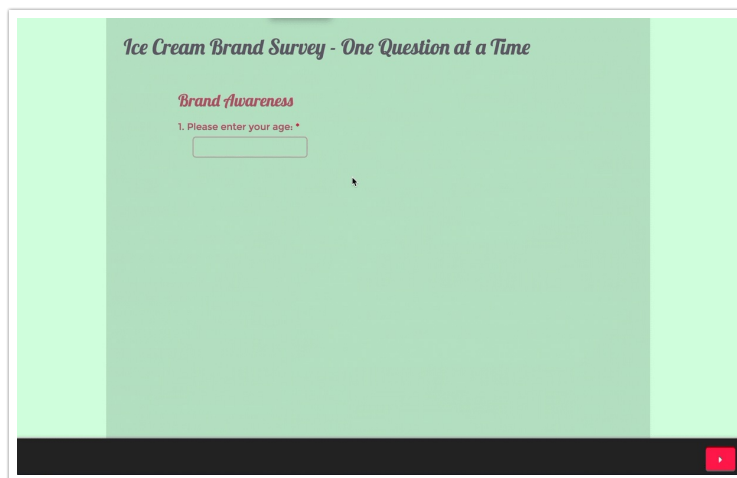 Ice Cream Brand Survey - One Question at a Time
Brand Awareness
1. Please enter your age: *